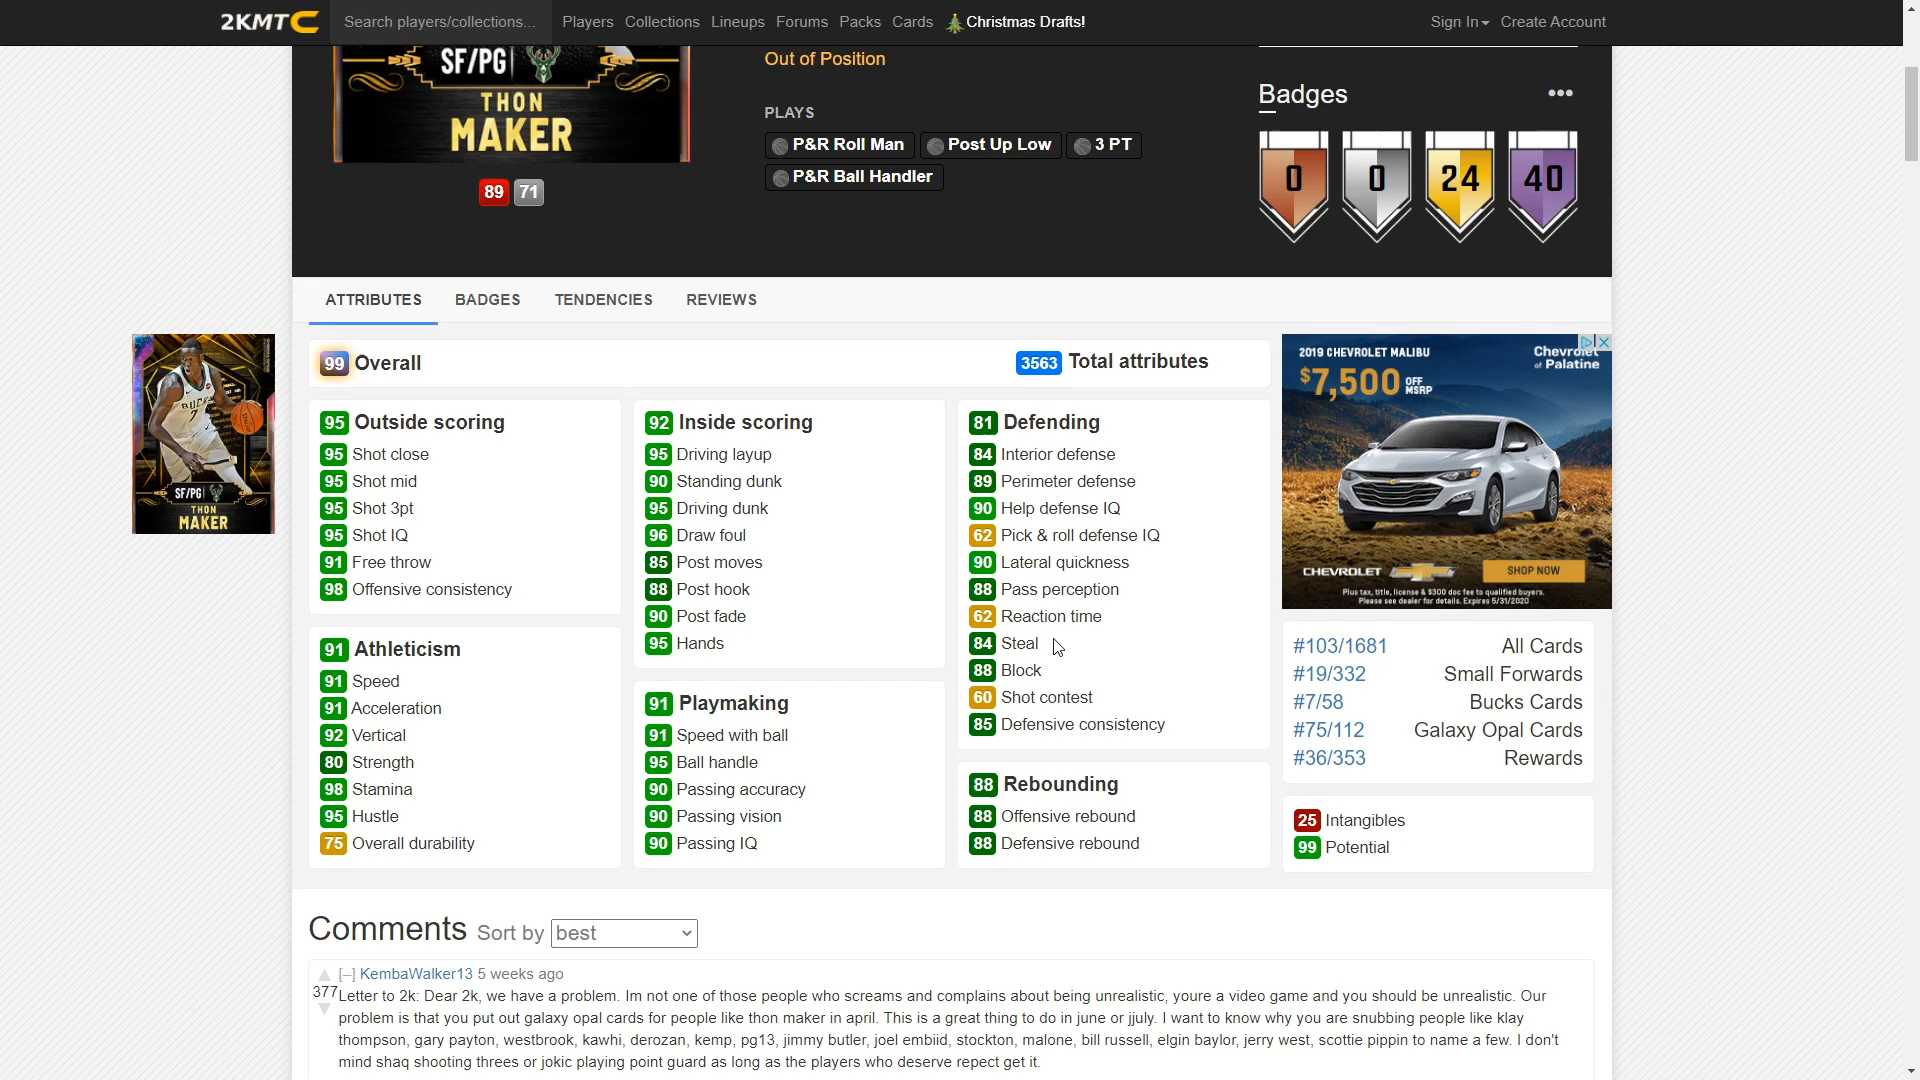 2KMTC
Search players/collections...
Players Collections Lineups Forums Packs Cards Christmas Drafts!
Sign In Create Account
SF/PG
THON
MAKER
89 71
Out of Position
PLAYS
P&R Roll Man Post Up Low 3 PT
P&R Ball Handler
Badges
0 0 24 40
ATTRIBUTES BADGES TENDENCIES REVIEWS
BUCKS
7
SF/PG
THON
MAKER
99 Overall
3563 Total attributes
95 Outside scoring
95 Shot close
95 Shot mid
95 Shot 3pt
95 Shot IQ
91 Free throw
98 Offensive consistency
91 Athleticism
91 Speed
91 Acceleration
92 Vertical
80 Strength
98 Stamina
95 Hustle
75 Overall durability
92 Inside scoring
95 Driving layup
90 Standing dunk
95 Driving dunk
96 Draw foul
85 Post moves
88 Post hook
90 Post fade
95 Hands
91 Playmaking
91 Speed with ball
95 Ball handle
90 Passing accuracy
90 Passing vision
90 Passing IQ
81 Defending
84 Interior defense
89 Perimeter defense
90 Help defense IQ
62 Pick & roll defense IQ
90 Lateral quickness
88 Pass perception
62 Reaction time
84 Steal
88 Block
60 Shot contest
85 Defensive consistency
88 Rebounding
88 Offensive rebound
88 Defensive rebound
2019 CHEVROLET MALIBU
$7,500 OFF MSRP
Chevrolet
of Palatine
CHEVROLET
SHOP NOW
Plus tax, title, license & $300 doc fee to qualified buyers.
Please see dealer for details. Expires 5/31/2020
#103/1681 All Cards
#19/332 Small Forwards
#7/58 Bucks Cards
#75/112 Galaxy Opal Cards
#36/353 Rewards
25 Intangibles
99 Potential
Comments Sort by best
[–] KembaWalker13 5 weeks ago
377
Letter to 2k: Dear 2k, we have a problem. Im not one of those people who screams and complains about being unrealistic, youre a video game and you should be unrealistic. Our
problem is that you put out galaxy opal cards for people like thon maker in april. This is a great thing to do in june or jjuly. I want to know why you are snubbing people like klay
thompson, gary payton, westbrook, kawhi, derozan, kemp, pg13, jimmy butler, joel embiid, stockton, malone, bill russell, elgin baylor, jerry west, scottie pippin to name a few. I don't
mind shaq shooting threes or jokic playing point guard as long as the players who deserve repect get it.